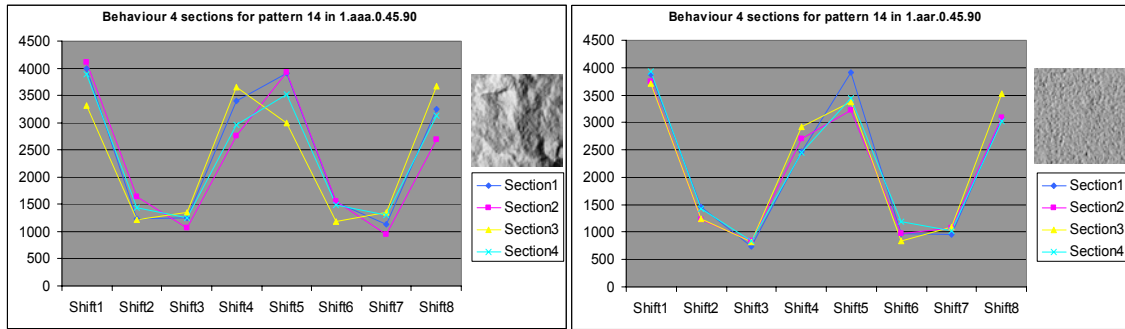 Behaviour 4 sections for pattern 14 in 1.aaa.0.45.90
4500
4000
3500
3000
2500
2000
1500
1000
500
0
Shift1 Shift2 Shift3 Shift4 Shift5 Shift6 Shift7 Shift8
Section1
Section2
Section3
Section4
Behaviour 4 sections for pattern 14 in 1.aar.0.45.90
4500
4000
3500
3000
2500
2000
1500
1000
500
0
Shift1 Shift2 Shift3 Shift4 Shift5 Shift6 Shift7 Shift8
Section1
Section2
Section3
Section4